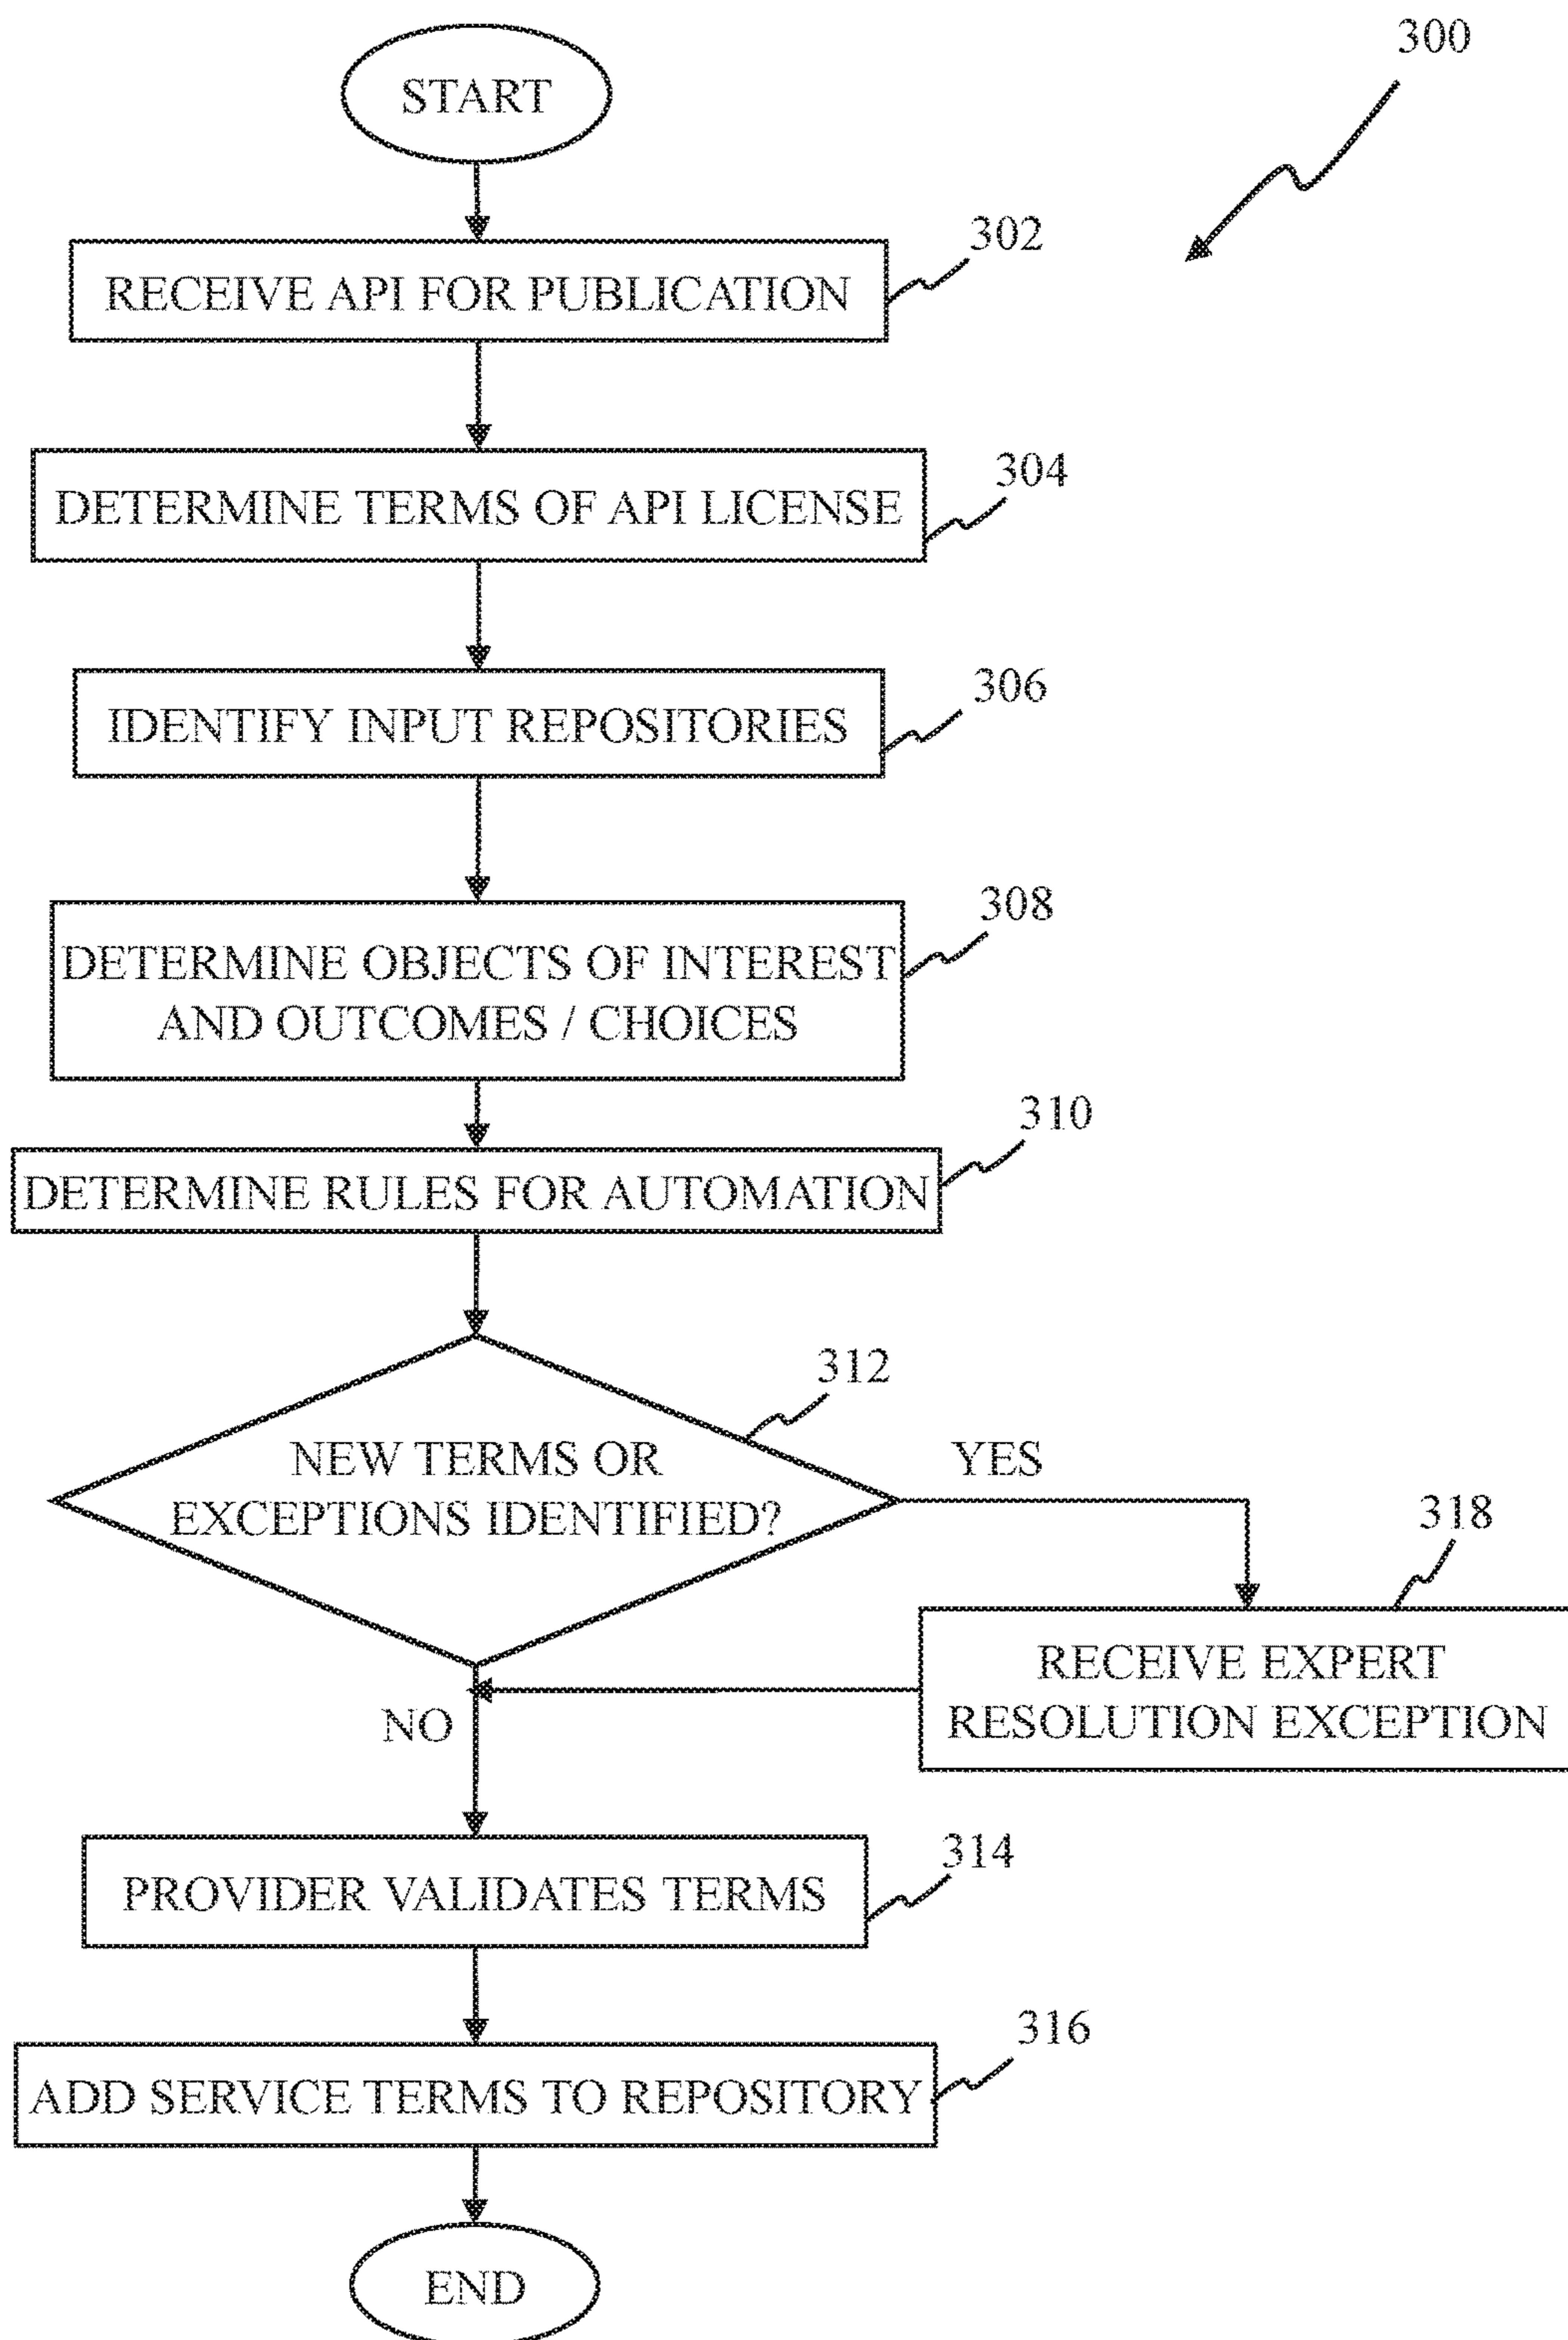 300
START
302
RECEIVE API FOR PUBLICATION
304
DETERMINE TERMS OF API LICENSE
306
IDENTIFY INPUT REPOSITORIES
308
DETERMINE OBJECTS OF INTEREST
AND OUTCOMES / CHOICES
310
DETERMINE RULES FOR AUTOMATION
312
NEW TERMS OR
EXCEPTIONS IDENTIFIED?
YES
318
RECEIVE EXPERT
RESOLUTION EXCEPTION
NO
314
PROVIDER VALIDATES TERMS
316
ADD SERVICE TERMS TO REPOSITORY
END